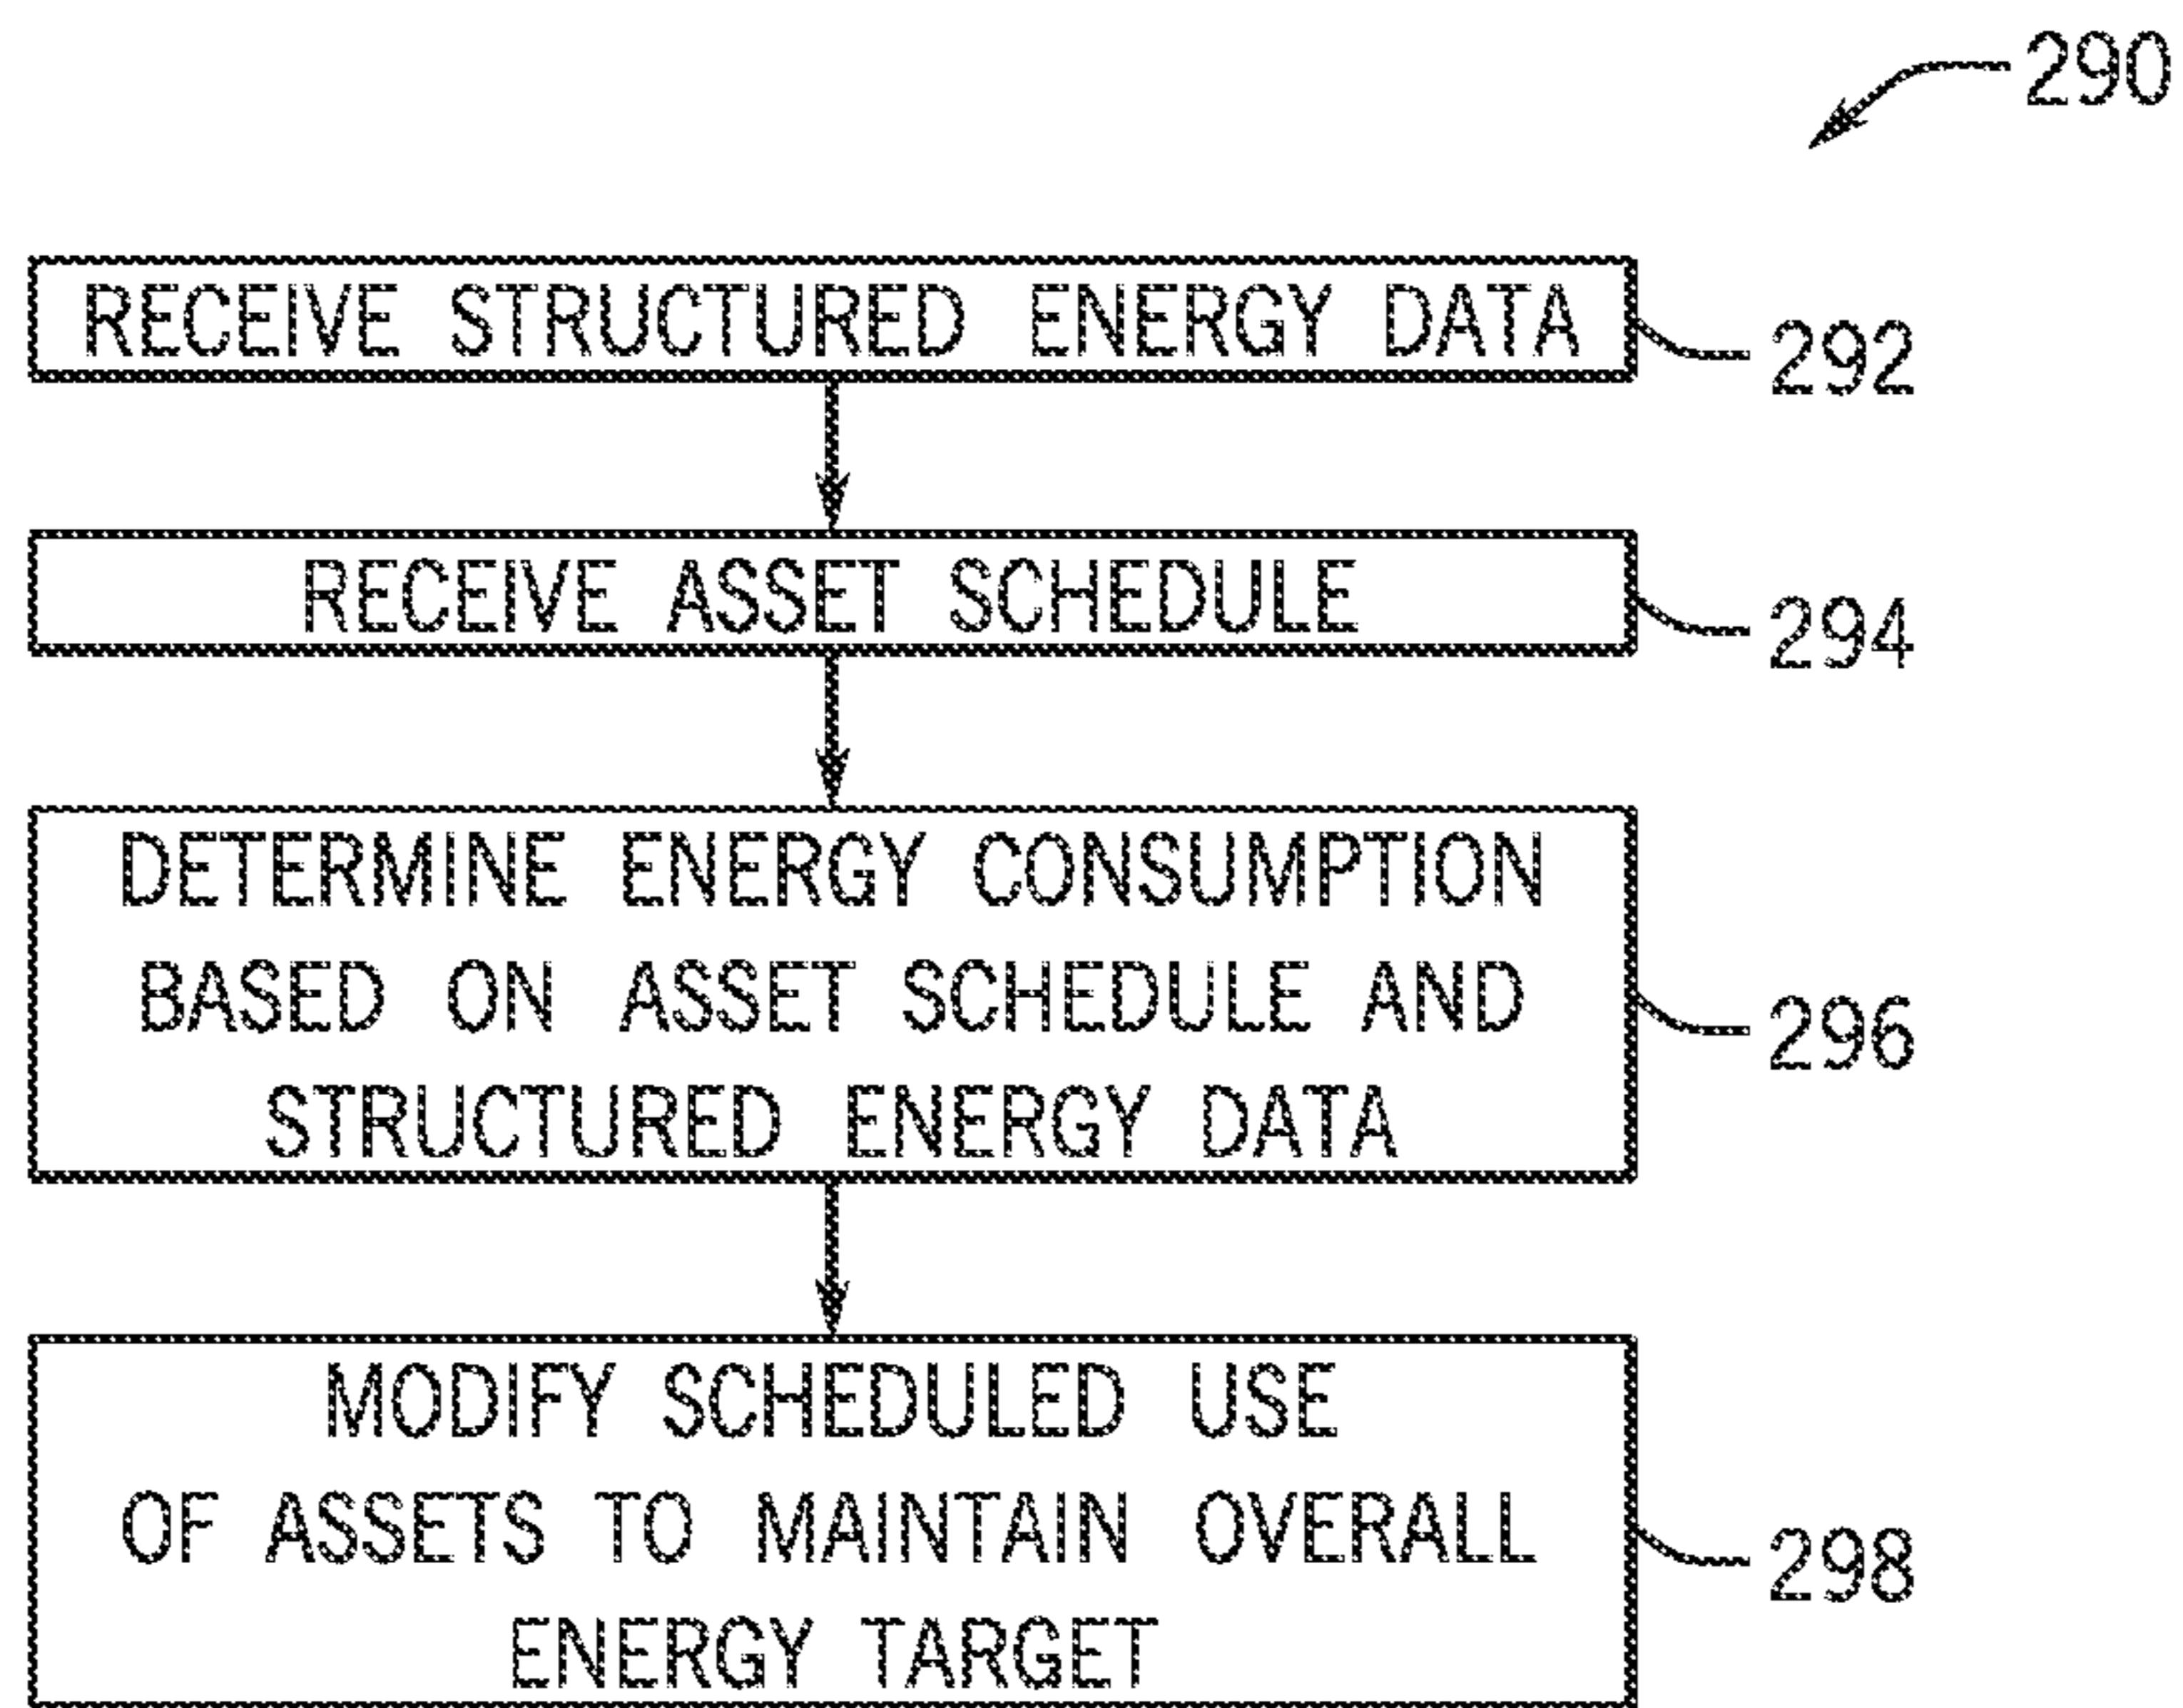 290
RECEIVE STRUCTURED ENERGY DATA
292
RECEIVE ASSET SCHEDULE
294
DETERMINE ENERGY CONSUMPTION
BASED ON ASSET SCHEDULE AND
STRUCTURED ENERGY DATA
296
MODIFY SCHEDULED USE
OF ASSETS TO MAINTAIN OVERALL
ENERGY TARGET
298